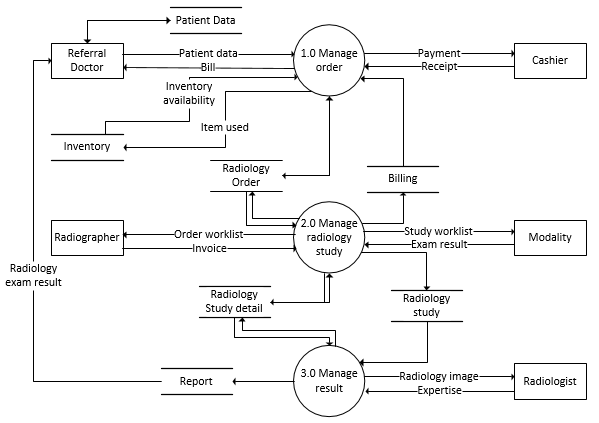 Patient Data
Referral
Doctor
Patient data
Bill
1.0 Manage
order
Payment
Receipt
Cashier
Inventory
availability
Item used
Inventory
Radiology
Order
Billing
Radiographer
Order worklist
Invoice
2.0 Manage
radiology
study
Study worklist
Exam result
Modality
Radiology
exam result
Radiology
Study detail
Radiology
study
Report
3.0 Manage
result
Radiology image
Expertise
Radiologist